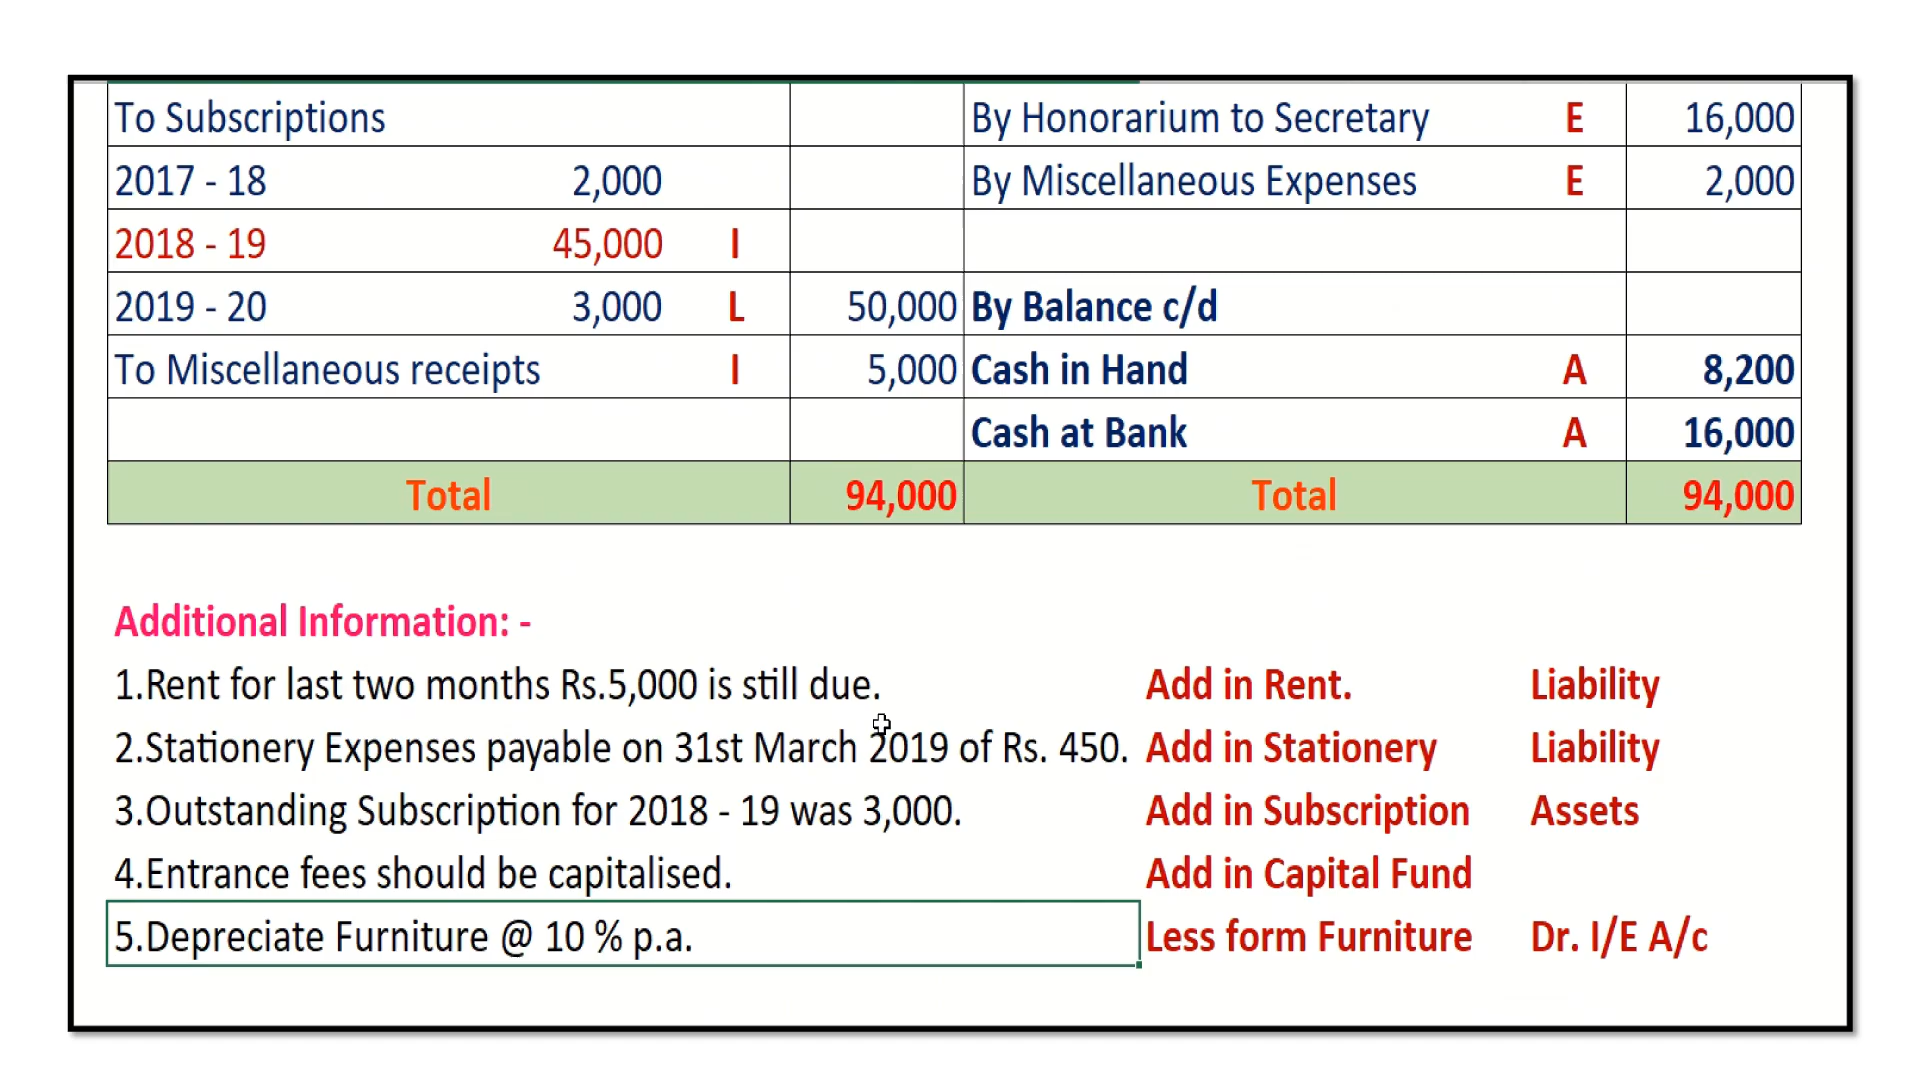 To Subscriptions By Honorarium to Secretary E 16,000
2017 - 18 2,000 By Miscellaneous Expenses E 2,000
2018 - 19 45,000 I
2019 - 20 3,000 L 50,000 By Balance c/d
To Miscellaneous receipts I 5,000 Cash in Hand A 8,200
Cash at Bank A 16,000
Total 94,000 Total 94,000
Additional Information: -
1.Rent for last two months Rs.5,000 is still due. Add in Rent. Liability
2.Stationery Expenses payable on 31st March 2019 of Rs. 450. Add in Stationery Liability
3.Outstanding Subscription for 2018 - 19 was 3,000. Add in Subscription Assets
4.Entrance fees should be capitalised. Add in Capital Fund
5.Depreciate Furniture @ 10 % p.a. Less form Furniture Dr. I/E A/c